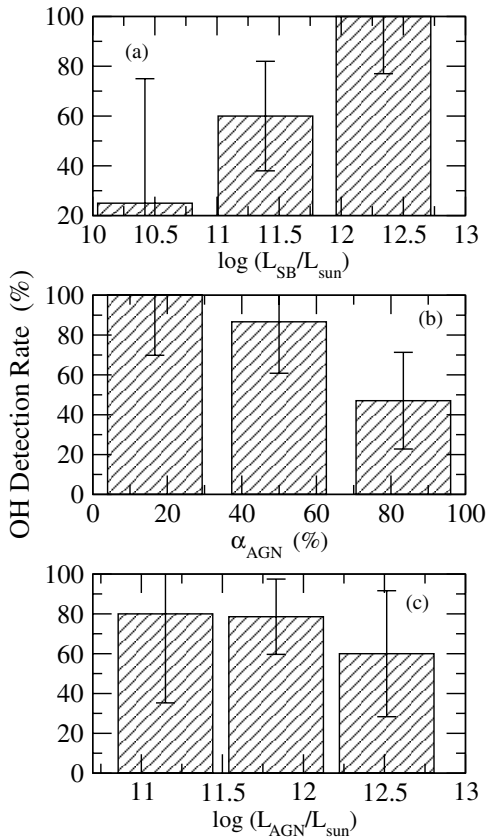 100
(a)
80
60
40
20
10 10.5 11 11.5 12 12.5 13
log (L_SB/L_sun)
OH Detection Rate (%)
100
(b)
80
60
40
20
0
0 20 40 60 80 100
α_AGN (%)
100
(c)
80
60
40
20
0
11 11.5 12 12.5 13
log (L_AGN/L_sun)